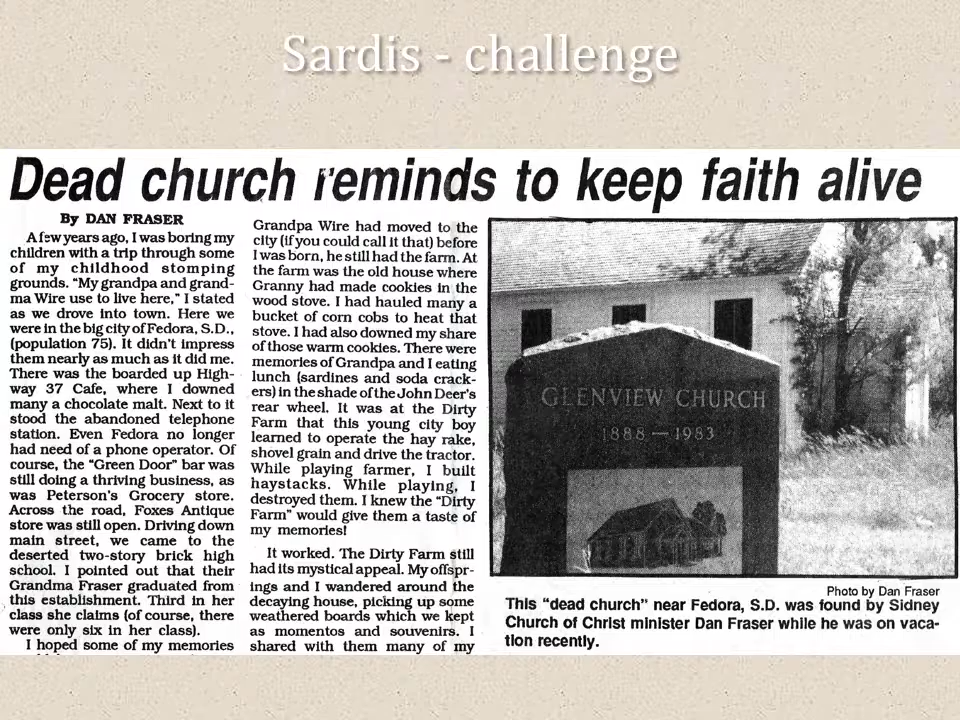 Sardis - challenge
Dead church reminds to keep faith alive
By DAN FRASER
A few years ago, I was boring my
children with a trip through some
of my childhood stomping
grounds. "My grandpa and grand-
ma Wire use to live here," I stated
as we drove into town. Here we
were in the big city of Fedora, S.D.,
(population 75). It didn't impress
them nearly as much as it did me.
There was the boarded up High-
way 37 Cafe, where I downed
many a chocolate malt. Next to it
stood the abandoned telephone
station. Even Fedora no longer
had need of a phone operator. Of
course, the "Green Door" bar was
still doing a thriving business, as
was Peterson's Grocery store.
Across the road, Foxes Antique
store was still open. Driving down
main street, we came to the
deserted two-story brick high
school. I pointed out that their
Grandma Fraser graduated from
this establishment. Third in her
class she claims (of course, there
were only six in her class).
I hoped some of my memories
Grandpa Wire had moved to the
city (if you could call it that) before
I was born, he still had the farm. At
the farm was the old house where
Granny had made cookies in the
wood stove. I had hauled many a
bucket of corn cobs to heat that
stove. I had also downed my share
of those warm cookies. There were
memories of Grandpa and I eating
lunch (sardines and soda crack-
ers) in the shade of the John Deer's
rear wheel. It was at the Dirty
Farm that this young city boy
learned to operate the hay rake,
shovel grain and drive the tractor.
While playing farmer, I built
haystacks. While playing, I
destroyed them. I knew the "Dirty
Farm" would give them a taste of
my memories!
It worked. The Dirty Farm still
had its mystical appeal. My offspr-
ings and I wandered around the
decaying house, picking up some
weathered boards which we kept
as momentos and souvenirs. I
shared with them many of my
GLENVIEW CHURCH
1888 — 1983
Photo by Dan Fraser
This "dead church" near Fedora, S.D. was found by Sidney
Church of Christ minister Dan Fraser while he was on vaca-
tion recently.